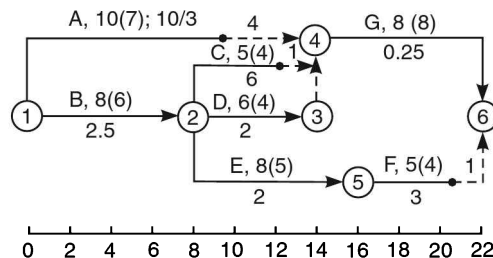 A, 10(7); 10/3
4
4
G, 8 (8)
0.25
C, 5(4)
1
6
1
B, 8(6)
2.5
2
D, 6(4)
2
3
6
E, 8(5)
2
5
F, 5(4)
3
1
0 2 4 6 8 10 12 14 16 18 20 22